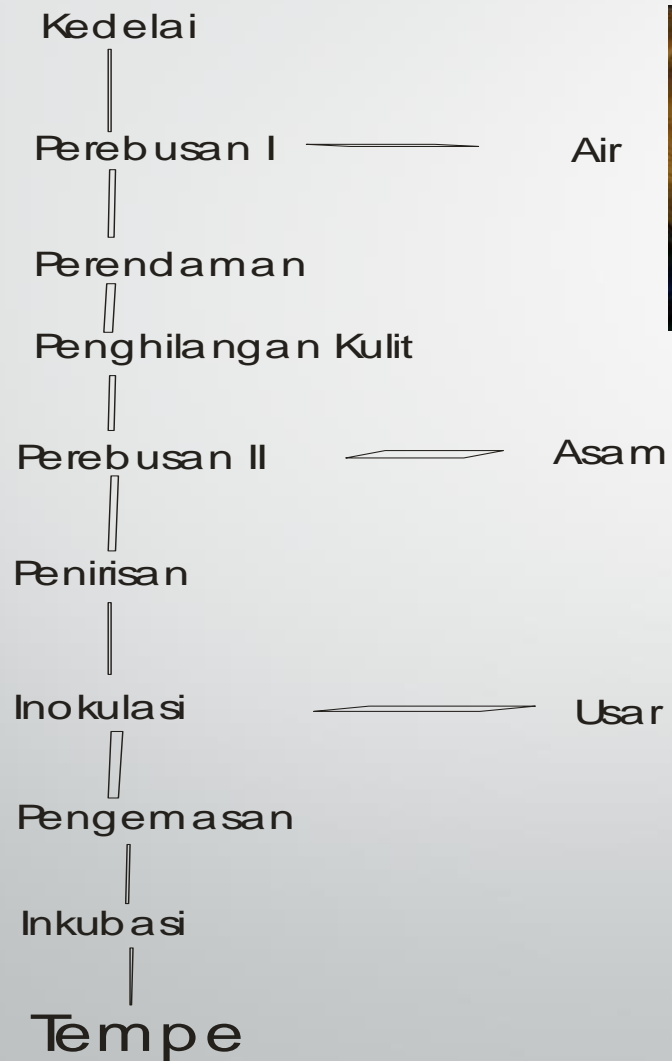 Kedelai
Perebusan I Air
Perendaman
Penghilangan Kulit
Perebusan II Asam
Penirisan
Inokulasi Usar
Pengemasan
Inkubasi
Tempe